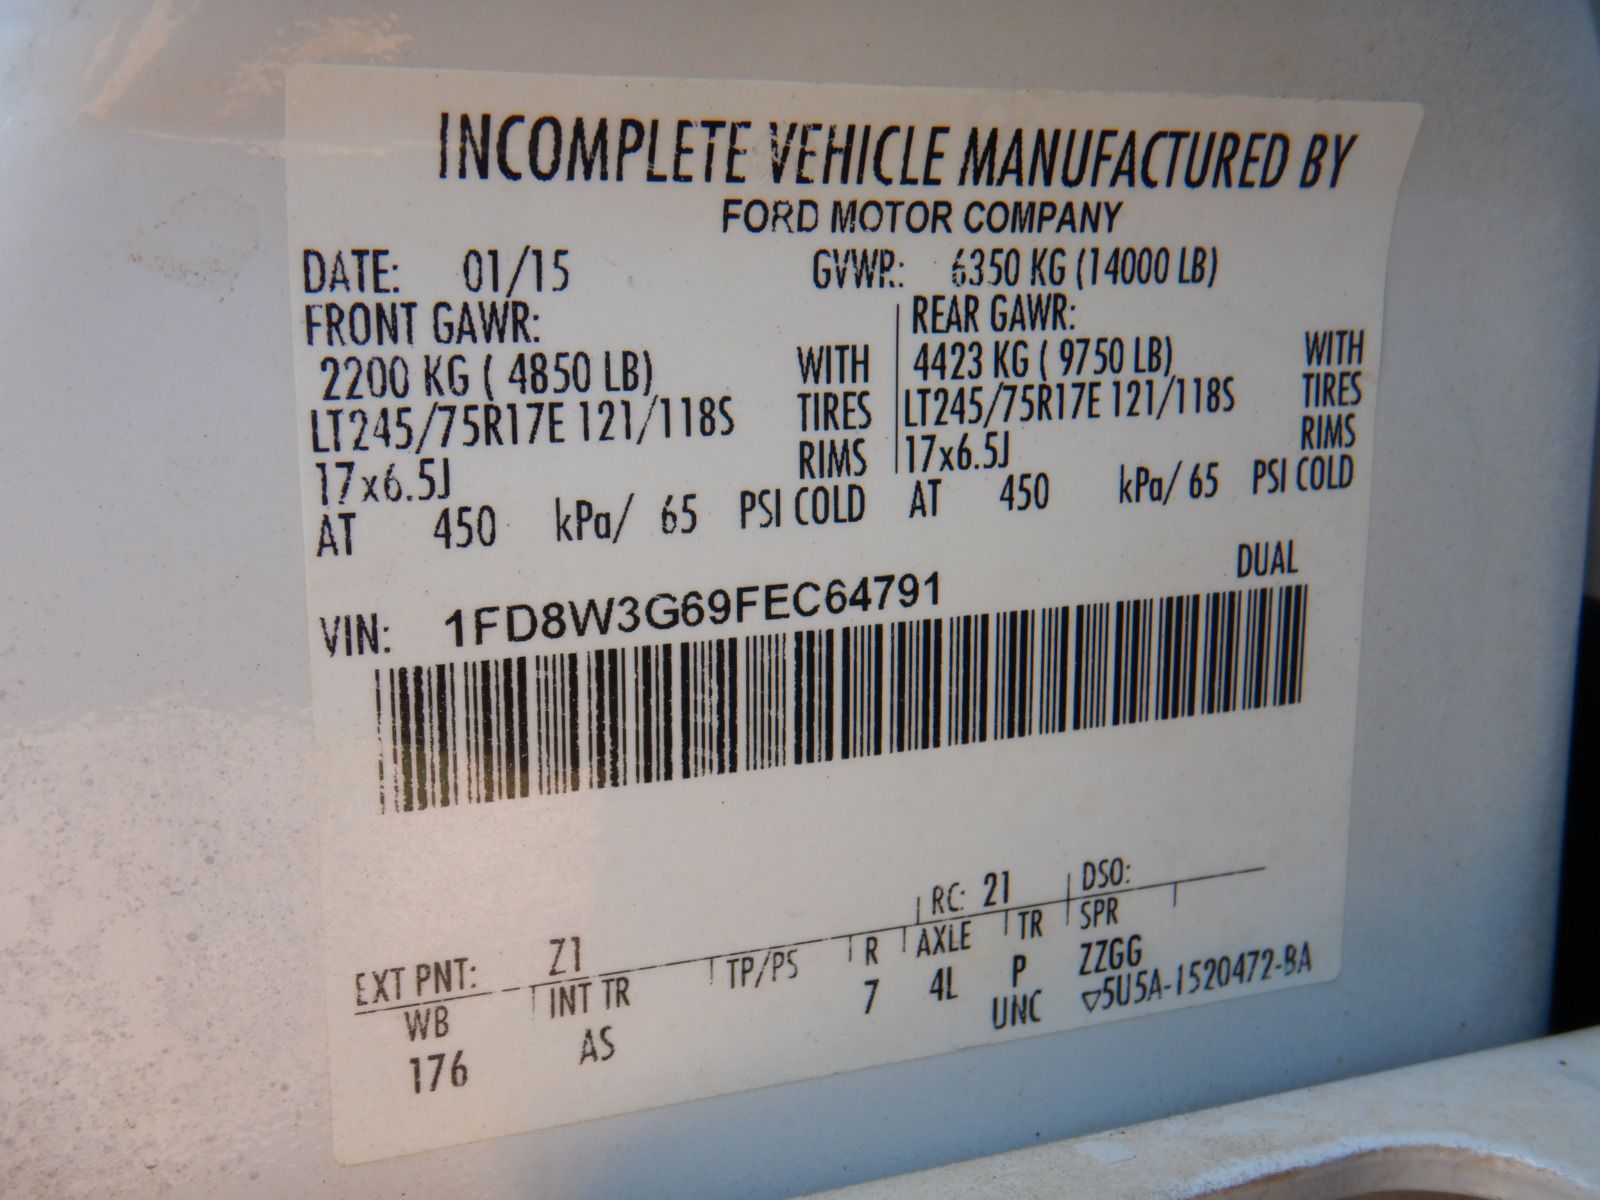 INCOMPLETE VEHICLE MANUFACTURED BY
FORD MOTOR COMPANY
DATE: 01/15 GVWR: 6350 KG (14000 LB)
FRONT GAWR: REAR GAWR:
2200 KG ( 4850 LB) WITH 4423 KG ( 9750 LB) WITH
LT245/75R17E 121/118S TIRES LT245/75R17E 121/118S TIRES
17x6.5J RIMS 17x6.5J RIMS
AT 450 kPa/ 65 PSI COLD AT 450 kPa/ 65 PSI COLD
DUAL
VIN: 1FD8W3G69FEC64791
EXT PNT: Z1 RC: 21 DSO:
WB INT TR TP/PS R AXLE TR SPR
176 AS 7 4L P ZZGG
UNC ▽5U5A-1520472-BA